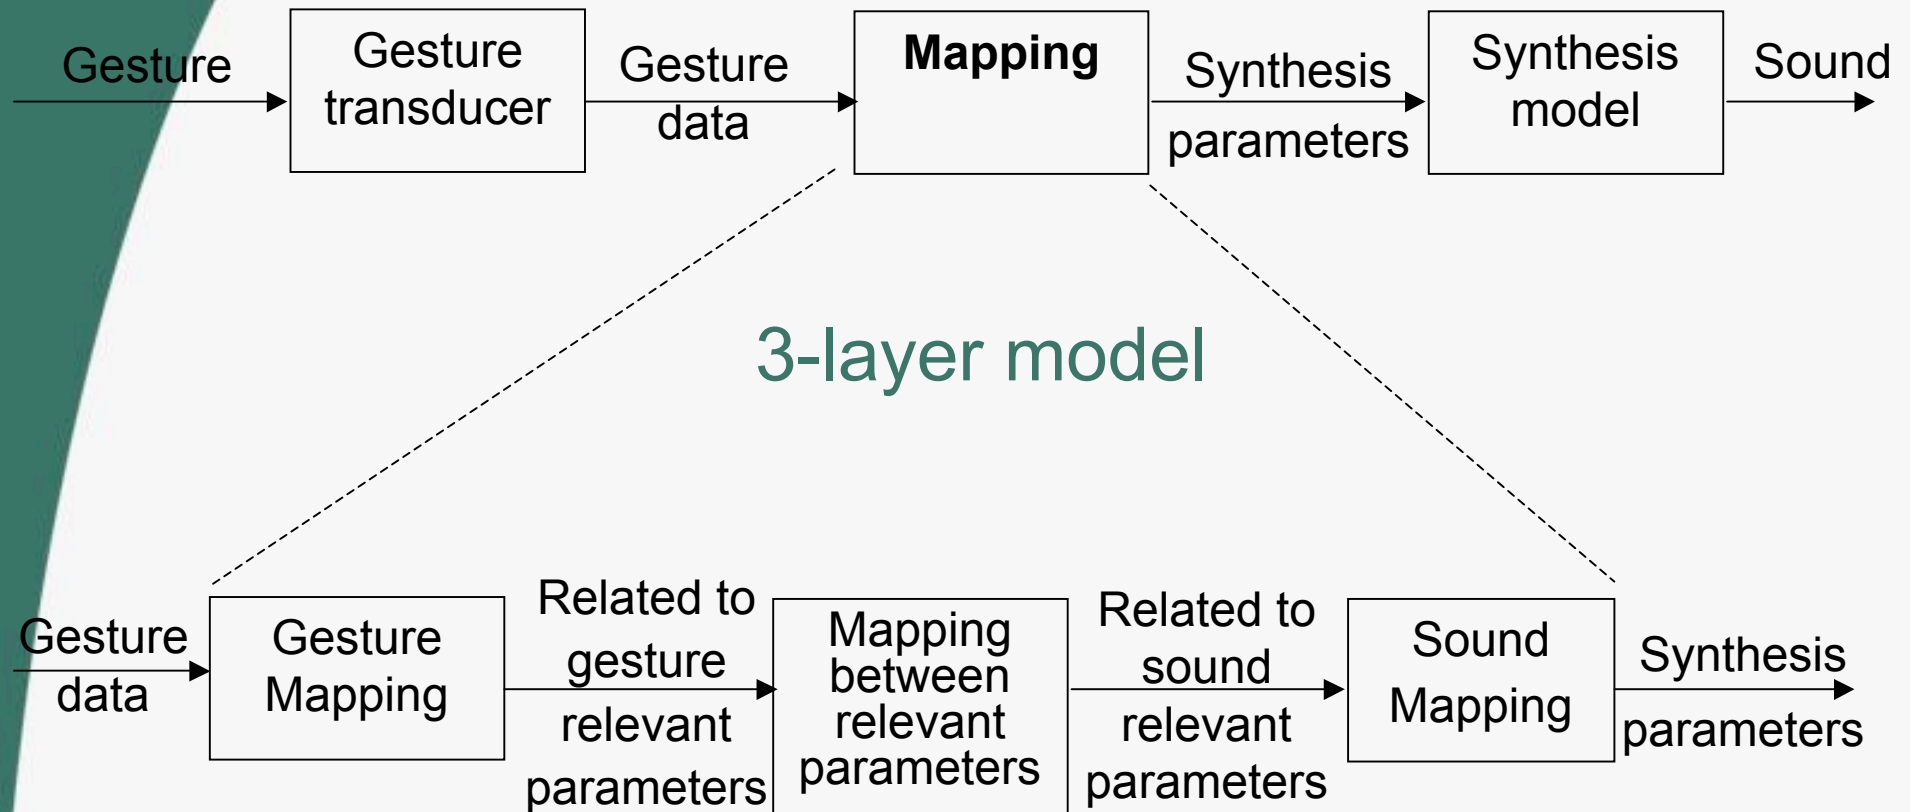 Gesture
Gesture
transducer
Gesture
data
Mapping
Synthesis
parameters
Synthesis
model
Sound
3-layer model
Gesture
data
Gesture
Mapping
Related to
gesture
relevant
parameters
Mapping
between
relevant
parameters
Related to
sound
relevant
parameters
Sound
Mapping
Synthesis
parameters